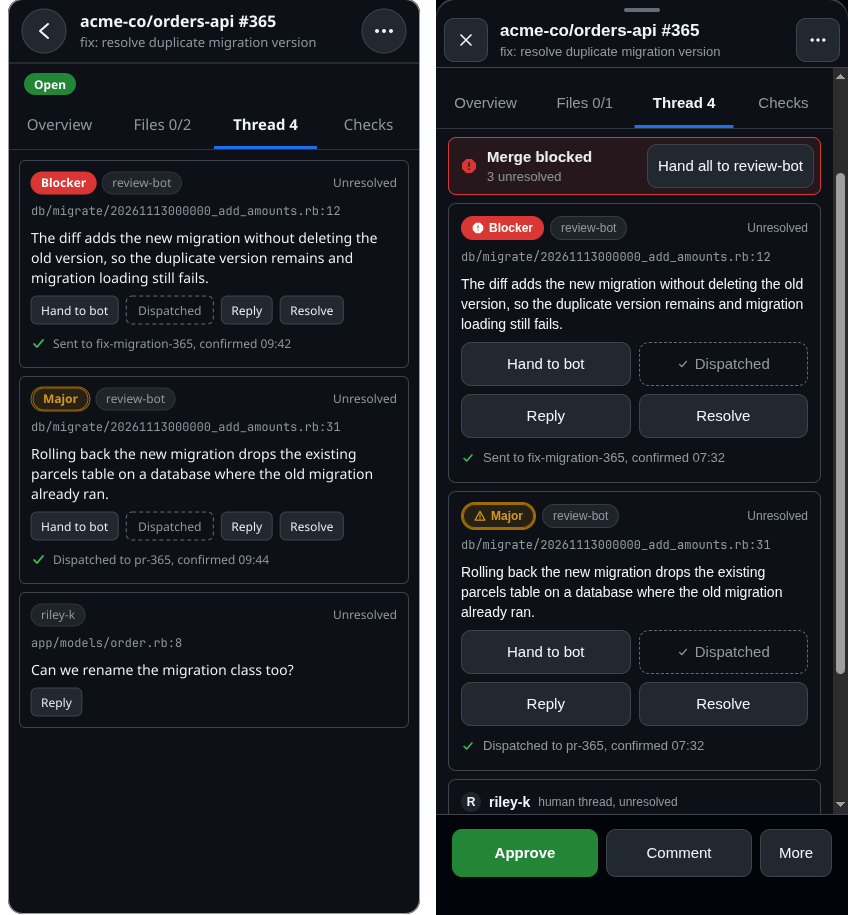 acme-co/orders-api #365
fix: resolve duplicate migration version
Open
Overview
Files 0/2
Thread 4
Checks
Blocker
review-bot
Unresolved
db/migrate/20261113000000_add_amounts.rb:12
The diff adds the new migration without deleting the
old version, so the duplicate version remains and
migration loading still fails.
Hand to bot
Dispatched
Reply
Resolve
Sent to fix-migration-365, confirmed 09:42
Major
review-bot
Unresolved
db/migrate/20261113000000_add_amounts.rb:31
Rolling back the new migration drops the existing
parcels table on a database where the old migration
already ran.
Hand to bot
Dispatched
Reply
Resolve
Dispatched to pr-365, confirmed 09:44
riley-k
Unresolved
app/models/order.rb:8
Can we rename the migration class too?
Reply
acme-co/orders-api #365
fix: resolve duplicate migration version
Overview
Files 0/1
Thread 4
Checks
Merge blocked
3 unresolved
Hand all to review-bot
Blocker
review-bot
Unresolved
db/migrate/20261113000000_add_amounts.rb:12
The diff adds the new migration without deleting the old
version, so the duplicate version remains and migration
loading still fails.
Hand to bot
Dispatched
Reply
Resolve
Sent to fix-migration-365, confirmed 07:32
Major
review-bot
Unresolved
db/migrate/20261113000000_add_amounts.rb:31
Rolling back the new migration drops the existing
parcels table on a database where the old migration
already ran.
Hand to bot
Dispatched
Reply
Resolve
Dispatched to pr-365, confirmed 07:32
R
riley-k
human thread, unresolved
Approve
Comment
More